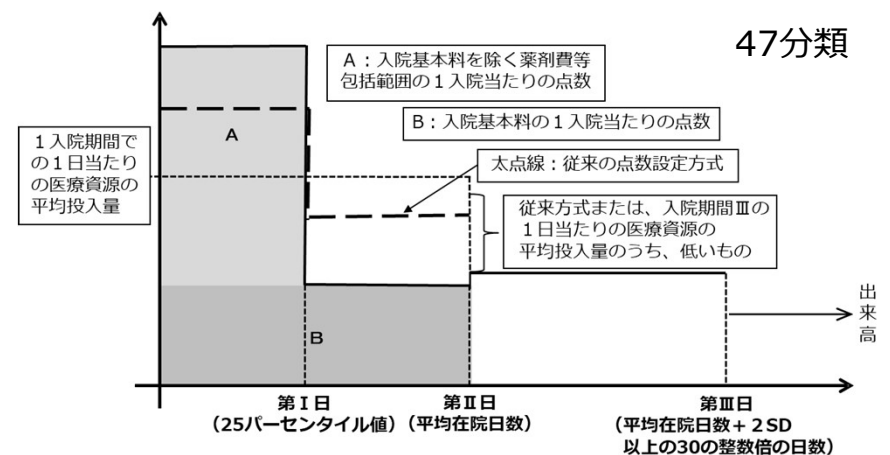 47分類
A：入院基本料を除く薬剤費等
包括範囲の１入院当たりの点数
B：入院基本料の１入院当たりの点数
太点線：従来の点数設定方式
１入院期間で
の１日当たり
の医療資源の
平均投入量
A
従来方式または、入院期間Ⅲの
１日当たりの医療資源の
平均投入量のうち、低いもの
B
出来高
第Ⅰ日
（25パーセンタイル値）
第Ⅱ日
（平均在院日数）
第Ⅲ日
（平均在院日数＋２SD
以上の30の整数倍の日数）